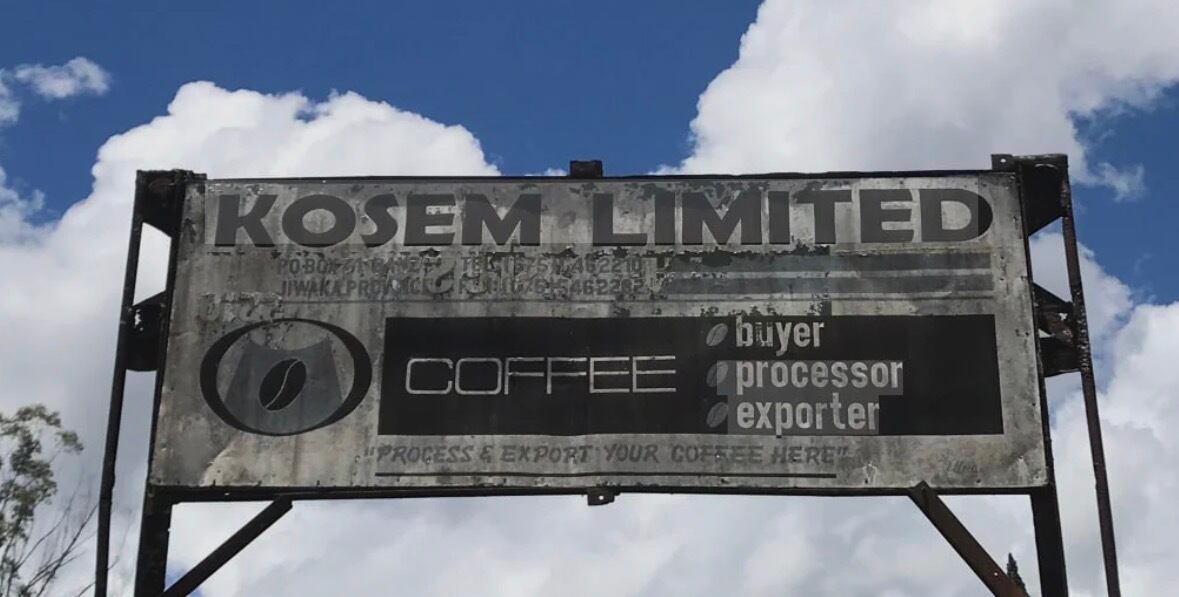 KOSEM LIMITED
JIWAKA PROVINCE
COFFEE
buyer
processor
exporter
"PROCESS & EXPORT YOUR COFFEE HERE"